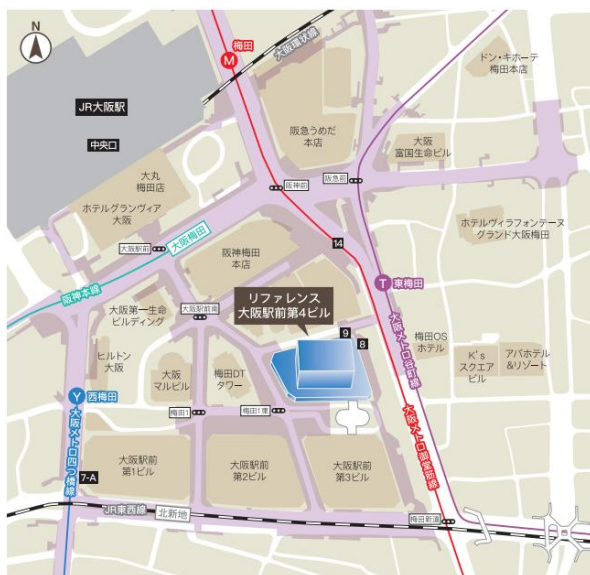 N
梅田
M
大阪環状線
ドン・キホーテ
梅田本店
JR大阪駅
中央口
阪急うめだ
本店
大阪
富国生命ビル
大丸
梅田店
阪神前
阪急前
ホテルグランヴィア
大阪
ホテルヴィラフォンテーヌ
グランド大阪梅田
大阪駅前
大阪梅田
阪神梅田
本店
14
T
東梅田
阪神本線
リファレンス
大阪駅前第4ビル
大阪第一生命
ビルディング
大阪駅前南
9
8
梅田OS
ホテル
大阪メトロ谷町線
ヒルトン
大阪
大阪
マルビル
梅田DT
タワー
K's
スクエア
ビル
アパホテル
&リゾート
Y
西梅田
梅田1
梅田1東
大阪メトロ四つ橋線
大阪メトロ御堂筋線
大阪駅前
第1ビル
大阪駅前
第2ビル
大阪駅前
第3ビル
7-A
JR東西線
北新地
梅田新道